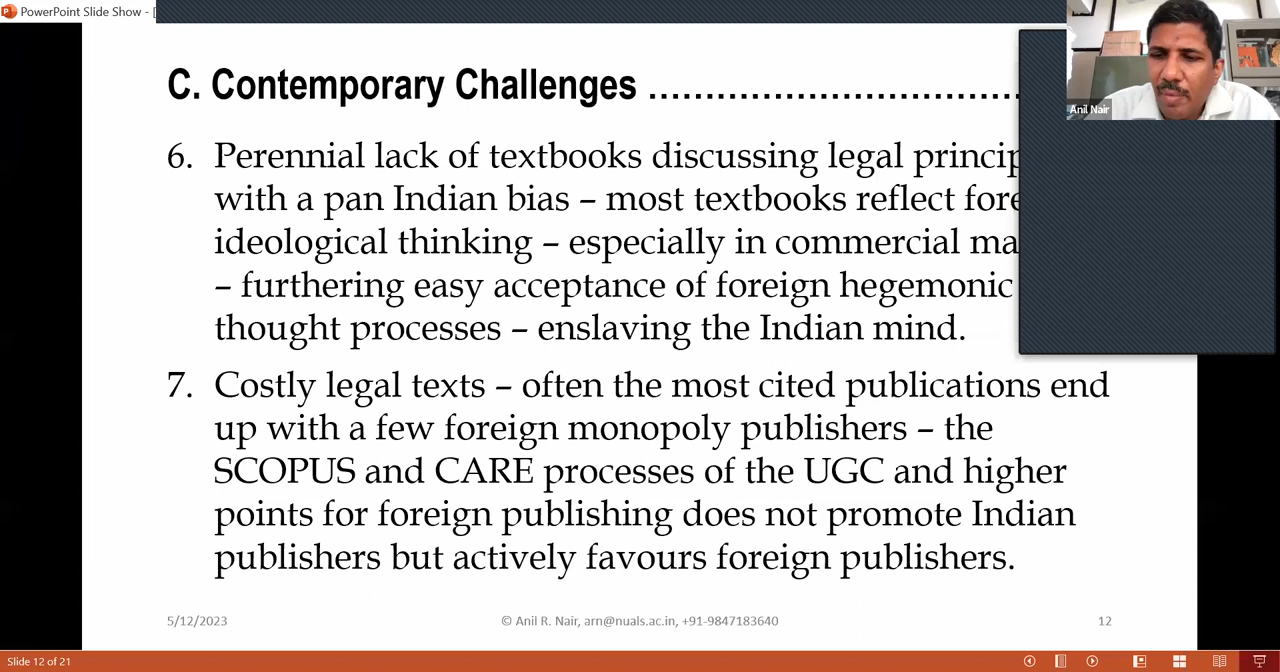 PowerPoint Slide Show - [
C. Contemporary Challenges ................................
Anil Nair
6. Perennial lack of textbooks discussing legal princip
with a pan Indian bias – most textbooks reflect fore
ideological thinking – especially in commercial ma
– furthering easy acceptance of foreign hegemonic
thought processes – enslaving the Indian mind.
7. Costly legal texts – often the most cited publications end
up with a few foreign monopoly publishers – the
SCOPUS and CARE processes of the UGC and higher
points for foreign publishing does not promote Indian
publishers but actively favours foreign publishers.
5/12/2023 © Anil R. Nair, arn@nuals.ac.in, +91-9847183640 12
Slide 12 of 21